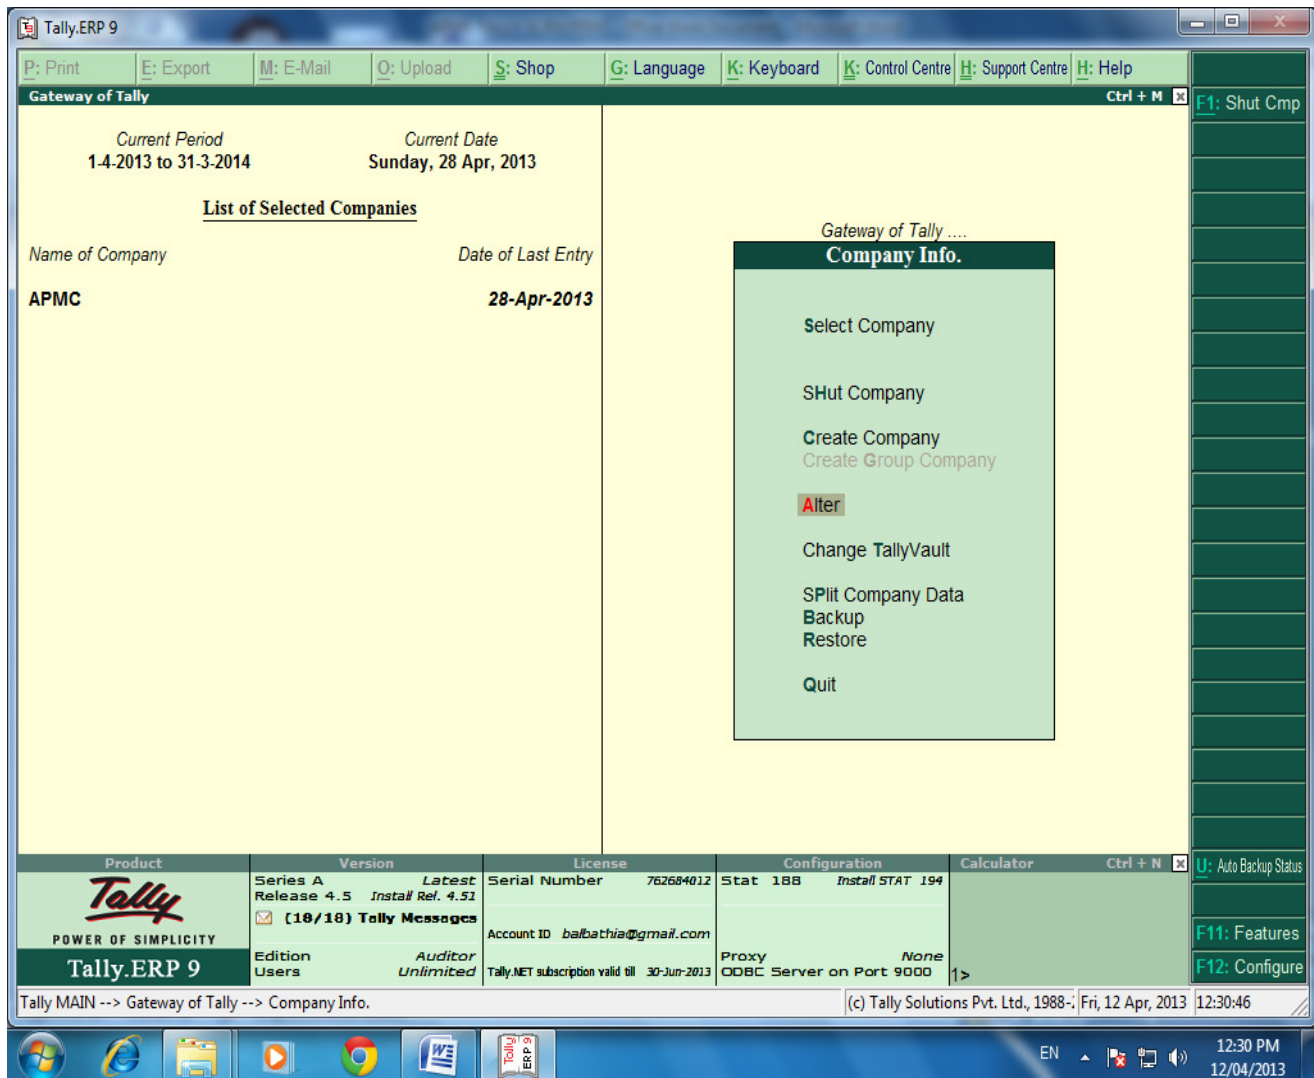 Tally.ERP 9
P: Print E: Export M: E-Mail O: Upload S: Shop G: Language K: Keyboard K: Control Centre H: Support Centre H: Help
Gateway of Tally Ctrl + M
F1: Shut Cmp
Current Period Current Date
1-4-2013 to 31-3-2014 Sunday, 28 Apr, 2013
List of Selected Companies
Name of Company Date of Last Entry
APMC 28-Apr-2013
Gateway of Tally ....
Company Info.
Select Company
SHut Company
Create Company
Create Group Company
Alter
Change TallyVault
SPlit Company Data
Backup
Restore
Quit
Product Version License Configuration Calculator Ctrl + N
U: Auto Backup Status
Tally
POWER OF SIMPLICITY
Tally.ERP 9
Series A Latest
Release 4.5 Install Rel. 4.51
(18/18) Tally Messages
Edition Auditor
Users Unlimited
Serial Number 762684012
Account ID balbathia@gmail.com
Tally.NET subscription valid till 30-Jun-2013
Stat 188 Install STAT 194
Proxy None
ODBC Server on Port 9000
1>
F11: Features
F12: Configure
Tally MAIN --> Gateway of Tally --> Company Info. (c) Tally Solutions Pvt. Ltd., 1988-2 Fri, 12 Apr, 2013 12:30:46
Tally
ERP 9
EN
12:30 PM
12/04/2013